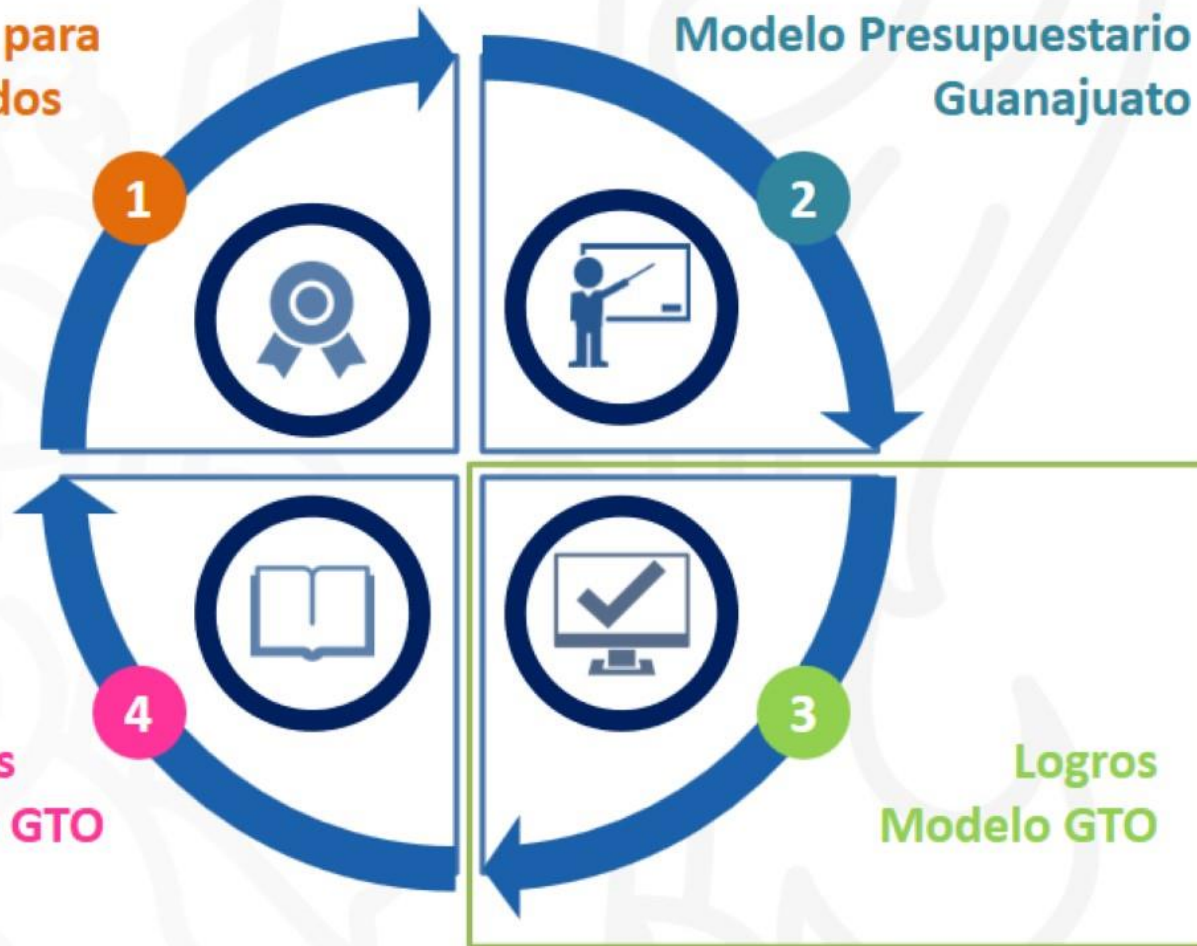 para
dos
1
Modelo Presupuestario
Guanajuato
2
3
Logros
Modelo GTO
4
s
GTO